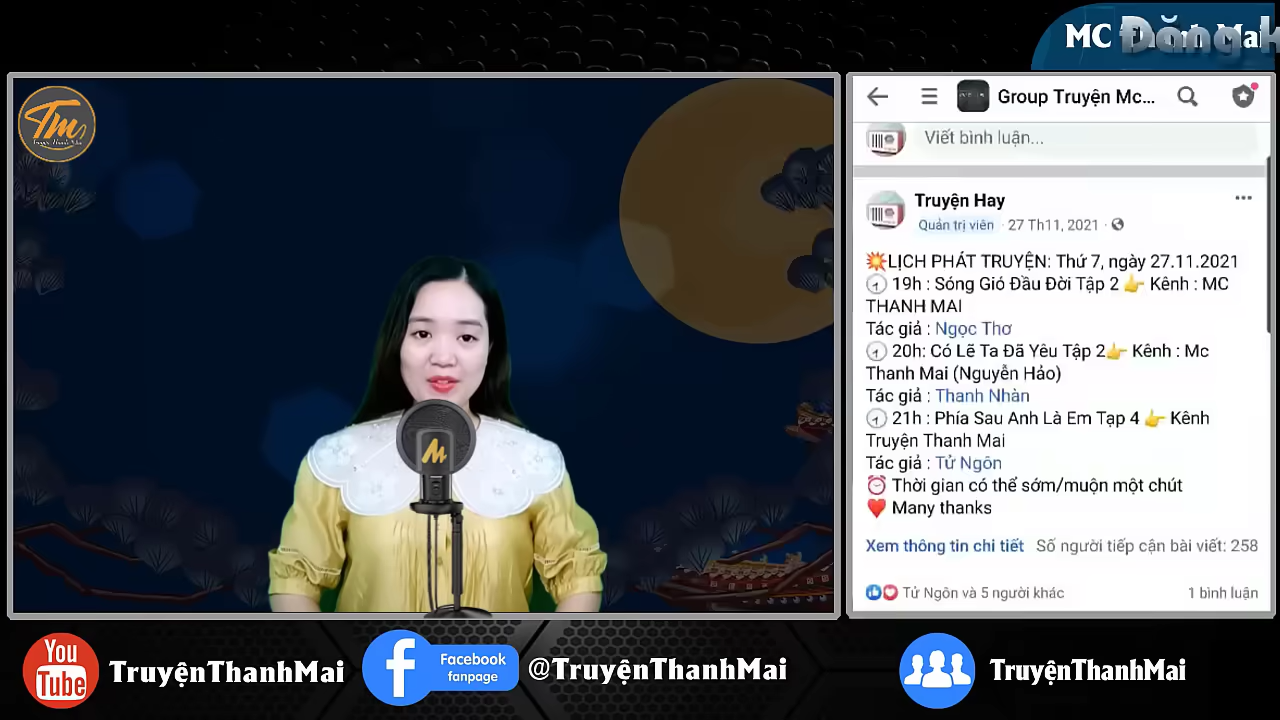 MC
Tm
Truyện Thanh Mai
Group Truyện Mc...
Viết bình luận...
Truyện Hay
Quản trị viên · 27 Th11, 2021 ·
💥LỊCH PHÁT TRUYỆN: Thứ 7, ngày 27.11.2021
🕢 19h : Sóng Gió Đầu Đời Tập 2 👉 Kênh : MC
THANH MAI
Tác giả : Ngọc Thơ
🕢 20h: Có Lẽ Ta Đã Yêu Tập 2👉 Kênh : Mc
Thanh Mai (Nguyễn Hảo)
Tác giả : Thanh Nhàn
🕢 21h : Phía Sau Anh Là Em Tạp 4 👉 Kênh
Truyện Thanh Mai
Tác giả : Tử Ngôn
⏰ Thời gian có thể sớm/muộn một chút
❤️ Many thanks
Xem thông tin chi tiết Số người tiếp cận bài viết: 258
Tử Ngôn và 5 người khác 1 bình luận
You
Tube
TruyệnThanhMai
Facebook
fanpage
@TruyệnThanhMai
TruyệnThanhMai